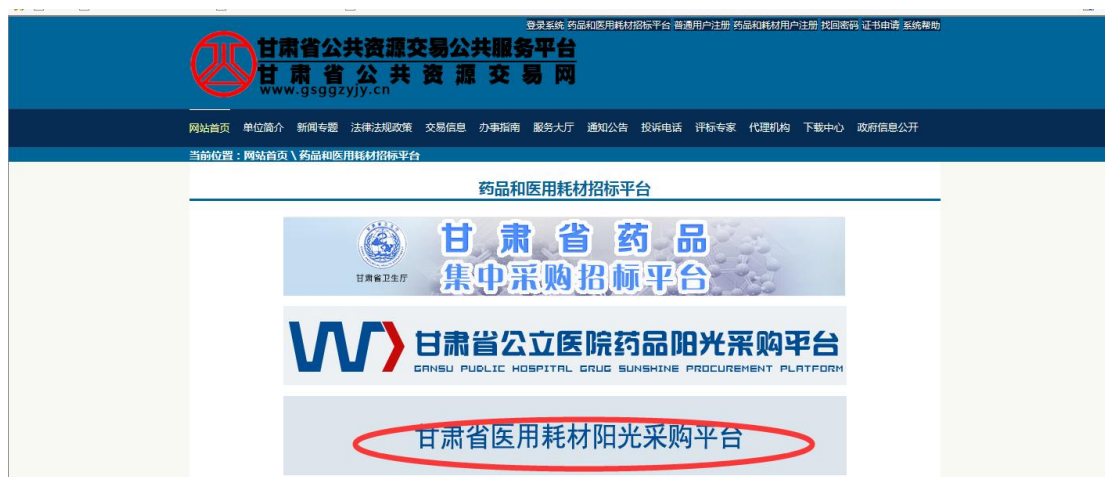 登录系统 药品和医用耗材招标平台 普通用户注册 药品和耗材用户注册 找回密码 证书申请 系统帮助
甘肃省公共资源交易公共服务平台
甘肃省公共资源交易网
www.gsggzyjy.cn
网站首页 单位简介 新闻专题 法律法规政策 交易信息 办事指南 服务大厅 通知公告 投诉电话 评标专家 代理机构 下载中心 政府信息公开
当前位置：网站首页 \ 药品和医用耗材招标平台
药品和医用耗材招标平台
甘肃省药品
集中采购招标平台
甘肃省卫生厅
甘肃省公立医院药品阳光采购平台
GANSU PUBLIC HOSPITAL GRUG SUNSHINE PROCUREMENT PLATFORM
甘肃省医用耗材阳光采购平台